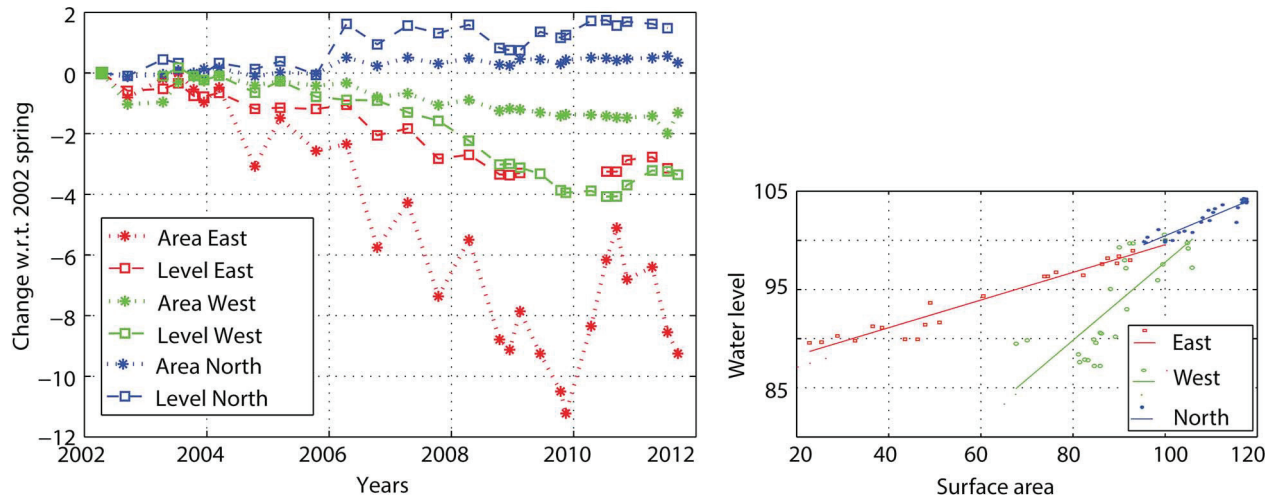 Change w.r.t. 2002 spring
2
0
−2
−4
−6
−8
−10
−12
2002
2004
2006
2008
2010
2012
Years
Area East
Level East
Area West
Level West
Area North
Level North
Water level
105
95
85
20
40
60
80
100
120
Surface area
East
West
North